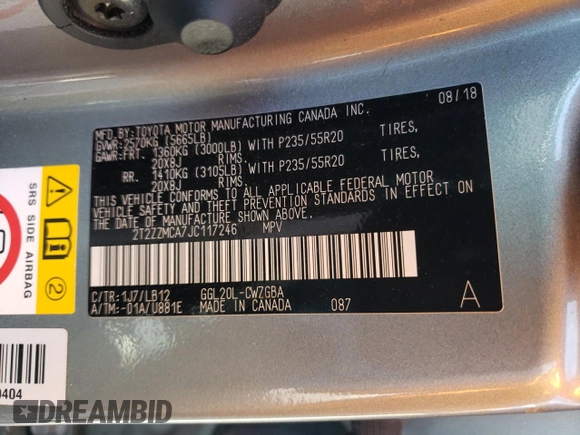 08/18
MFD. BY: TOYOTA MOTOR MANUFACTURING CANADA INC.
GVWR: 2570KG (5665LB)
GAWR: FRT. 1360KG (3000LB) WITH P235/55R20 TIRES,
20X8J RIMS.
RR. 1410KG (3105LB) WITH P235/55R20 TIRES,
20X8J RIMS.
THIS VEHICLE CONFORMS TO ALL APPLICABLE FEDERAL MOTOR
VEHICLE SAFETY AND THEFT PREVENTION STANDARDS IN EFFECT ON
THE DATE OF MANUFACTURE SHOWN ABOVE.
2T2ZZMCA7JC117246 MPV
C/TR: 1J7/LB12 GGL20L-CWZGBA A
A/TM: -01A/U881E MADE IN CANADA 087
SRS SIDE AIRBAG
2
0404
DREAMBID